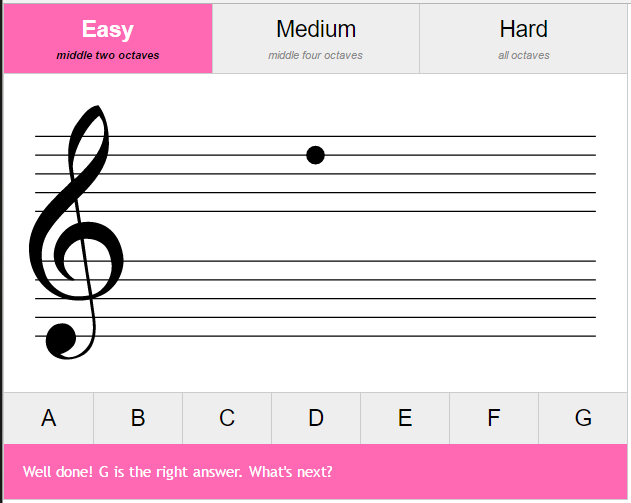 Easy Medium Hard
middle two octaves middle four octaves all octaves
A B C D E F G
Well done! G is the right answer. What's next?